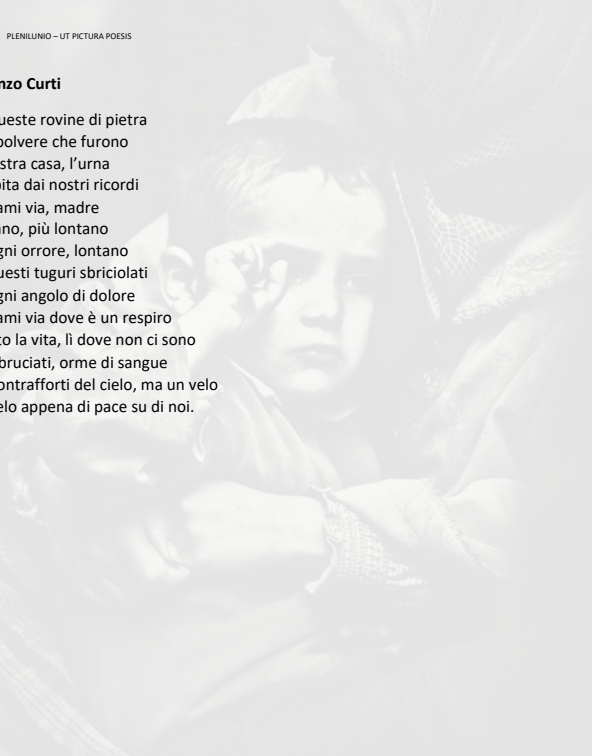 PLENILUNIO – UT PICTURA POESIS
nzo Curti
ueste rovine di pietra
polvere che furono
stra casa, l’urna
pita dai nostri ricordi
ami via, madre
ano, più lontano
gni orrore, lontano
uesti tuguri sbriciolati
gni angolo di dolore
ami via dove è un respiro
to la vita, lì dove non ci sono
bruciati, orme di sangue
ontrafforti del cielo, ma un velo
elo appena di pace su di noi.